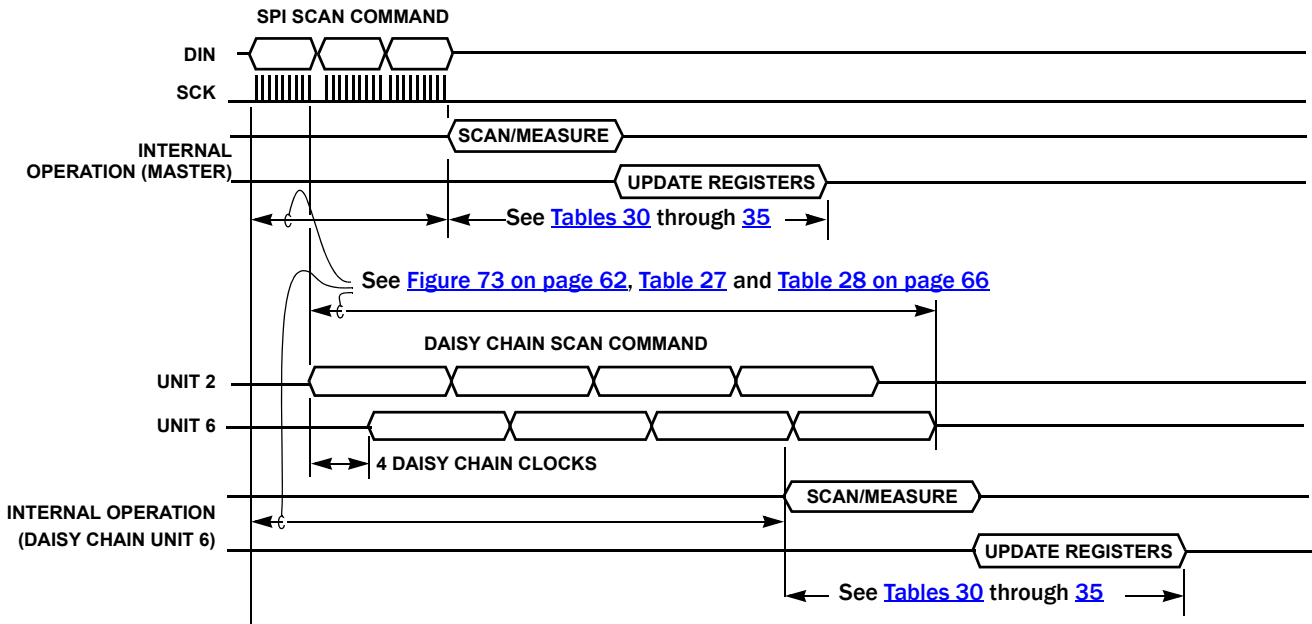 SPI SCAN COMMAND
DIN
SCK
SCAN/MEASURE
INTERNAL
OPERATION (MASTER)
UPDATE REGISTERS
See Tables 30 through 35
See Figure 73 on page 62, Table 27 and Table 28 on page 66
DAISY CHAIN SCAN COMMAND
UNIT 2
UNIT 6
4 DAISY CHAIN CLOCKS
SCAN/MEASURE
INTERNAL OPERATION
(DAISY CHAIN UNIT 6)
UPDATE REGISTERS
See Tables 30 through 35